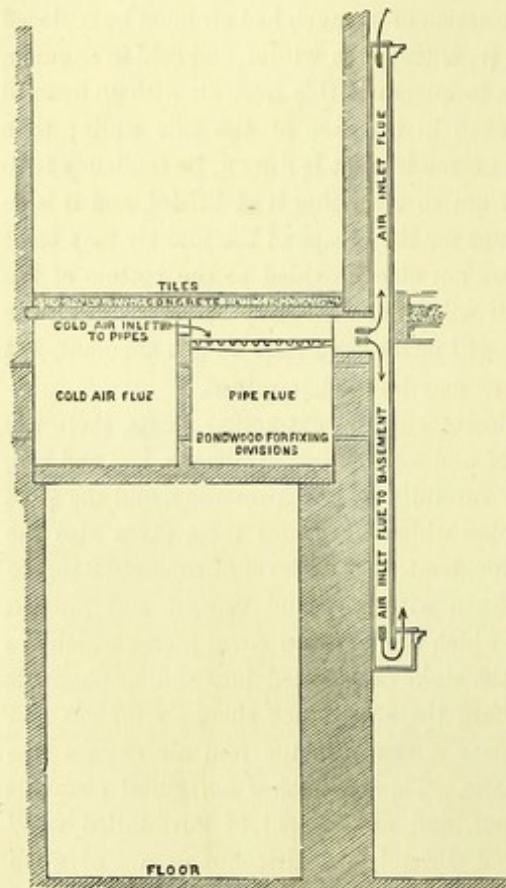 AIR INLET FLUE
TILES
CONCRETE
COLD AIR INLET
TO PIPES
COLD AIR FLUE
PIPE FLUE
BONDWOOD FOR FIXING
DIVISIONS
AIR INLET FLUE TO BASEMENT
FLOOR